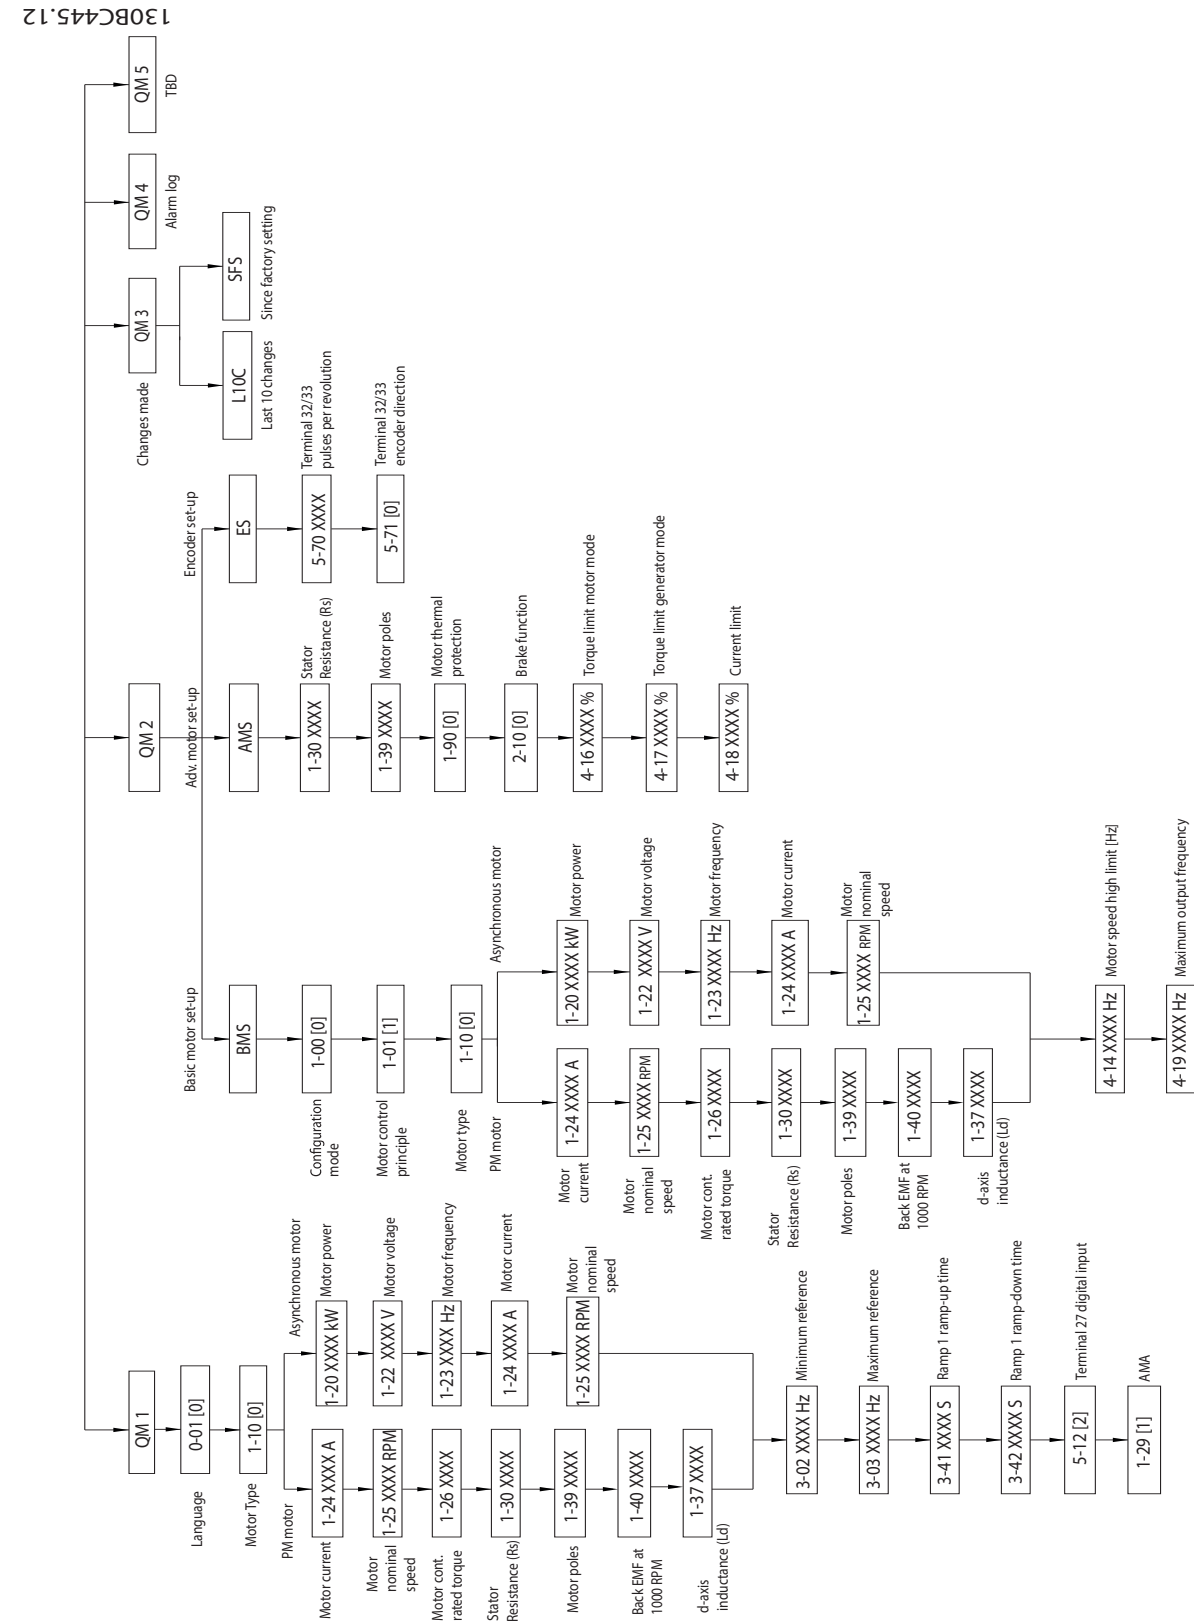 130BC445.12
QM 1
0-01 [0]
Language
1-10 [0]
Motor Type
PM motor
1-24 XXXX A
Motor current
1-25 XXXX RPM
Motor
nominal
speed
1-26 XXXX
Motor cont.
rated torque
1-30 XXXX
Stator
Resistance (Rs)
1-39 XXXX
Motor poles
1-40 XXXX
Back EMF at
1000 RPM
1-37 XXXX
d-axis
inductance (Ld)
Asynchronous motor
1-20 XXXX kW
Motor power
1-22 XXXX V
Motor voltage
1-23 XXXX Hz
Motor frequency
1-24 XXXX A
Motor current
1-25 XXXX RPM
Motor
nominal
speed
3-02 XXXX Hz
Minimum reference
3-03 XXXX Hz
Maximum reference
3-41 XXXX S
Ramp 1 ramp-up time
3-42 XXXX S
Ramp 1 ramp-down time
5-12 [2]
Terminal 27 digital input
1-29 [1]
AMA
QM 2
Basic motor set-up
BMS
1-00 [0]
Configuration
mode
1-01 [1]
Motor control
principle
1-10 [0]
Motor type
PM motor
1-24 XXXX A
Motor
current
1-25 XXXX RPM
Motor
nominal
speed
1-26 XXXX
Motor cont.
rated torque
1-30 XXXX
Stator
Resistance (Rs)
1-39 XXXX
Motor poles
1-40 XXXX
Back EMF at
1000 RPM
1-37 XXXX
d-axis
inductance (Ld)
Asynchronous motor
1-20 XXXX kW
Motor power
1-22 XXXX V
Motor voltage
1-23 XXXX Hz
Motor frequency
1-24 XXXX A
Motor current
1-25 XXXX RPM
Motor
nominal
speed
4-14 XXXX Hz
Motor speed high limit [Hz]
4-19 XXXX Hz
Maximum output frequency
Adv. motor set-up
AMS
1-30 XXXX
Stator
Resistance (Rs)
1-39 XXXX
Motor poles
1-90 [0]
Motor thermal
protection
2-10 [0]
Brake function
4-16 XXXX %
Torque limit motor mode
4-17 XXXX %
Torque limit generator mode
4-18 XXXX %
Current limit
Encoder set-up
ES
5-70 XXXX
Terminal 32/33
pulses per revolution
5-71 [0]
Terminal 32/33
encoder direction
QM 3
Changes made
L10C
Last 10 changes
SFS
Since factory setting
QM 4
Alarm log
QM 5
TBD